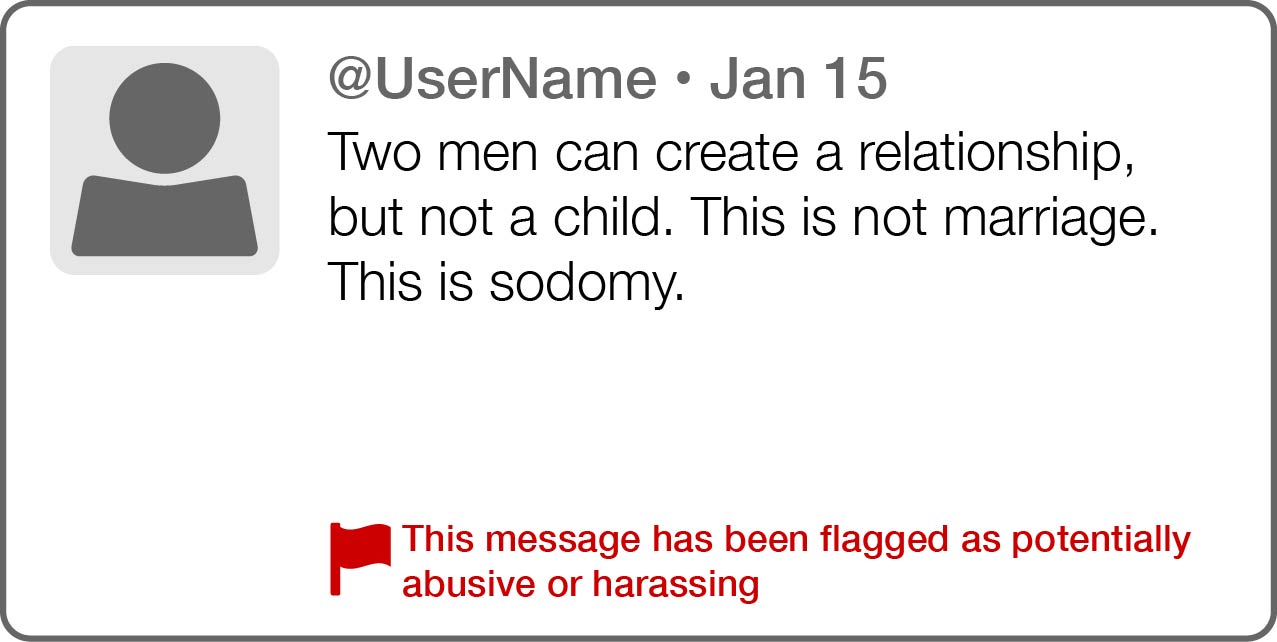 @UserName • Jan 15
Two men can create a relationship,
but not a child. This is not marriage.
This is sodomy.
This message has been flagged as potentially
abusive or harassing